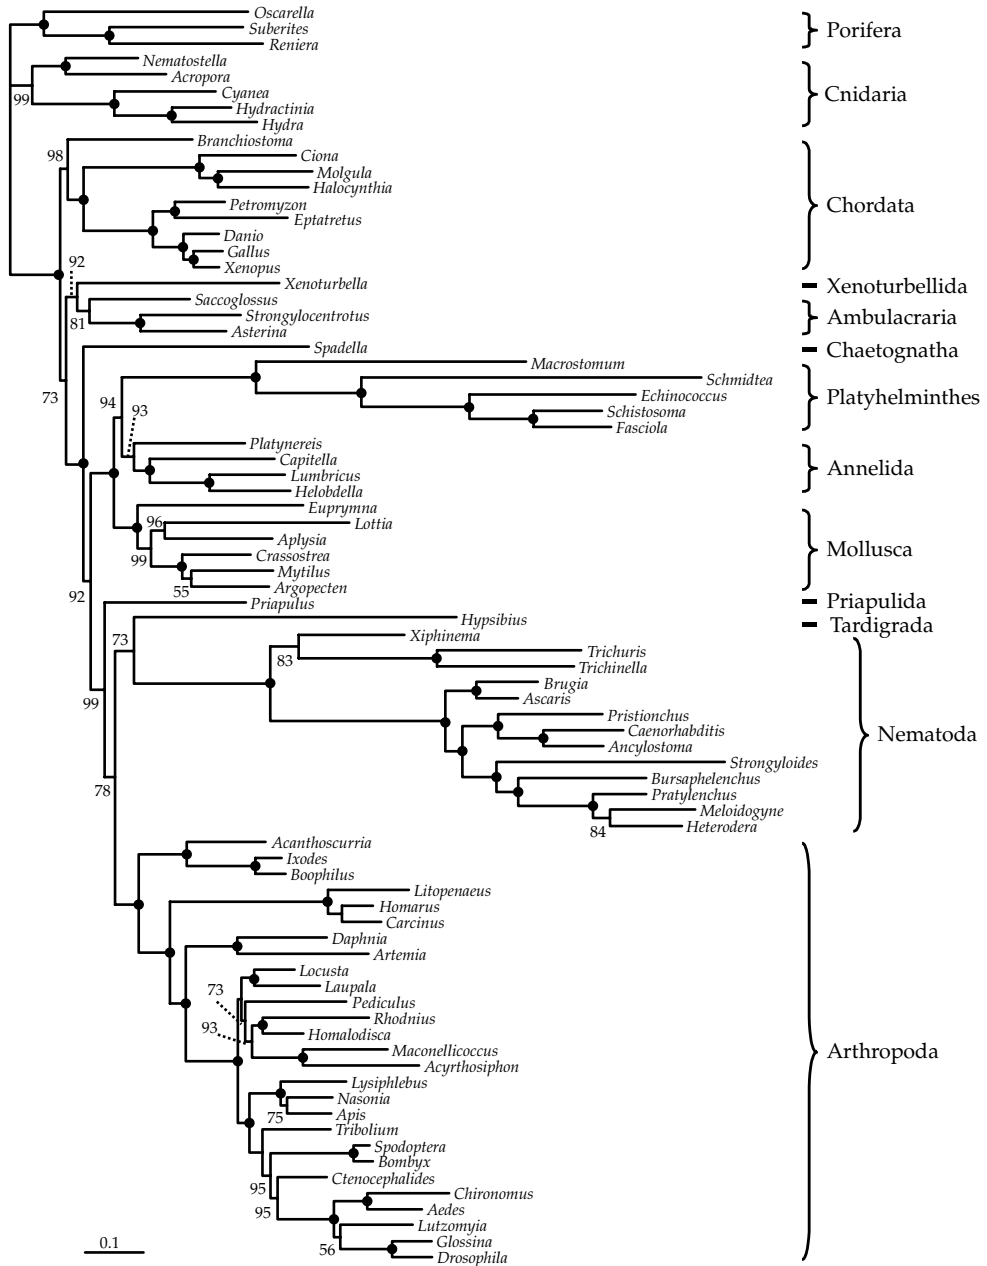 Oscarella
Suberites
Reniera
Porifera
Nematostella
Acropora
Cyanea
Hydractinia
Hydra
99
Cnidaria
Branchiostoma
98
Ciona
Molgula
Halocynthia
Petromyzon
Eptatretus
Danio
Gallus
Xenopus
Chordata
92
Xenoturbella
Xenoturbellida
Saccoglossus
81
Strongylocentrotus
Asterina
Ambulacraria
Spadella
Chaetognatha
73
Macrostomum
Schmidtea
Echinococcus
Schistosoma
Fasciola
Platyhelminthes
94
93
Platynereis
Capitella
Lumbricus
Helobdella
Annelida
Euprymna
96
Lottia
Aplysia
99
Crassostrea
Mytilus
55
Argopecten
Mollusca
92
Priapulus
Priapulida
Hypsibius
Tardigrada
73
Xiphinema
83
Trichuris
Trichinella
99
Brugia
Ascaris
Pristionchus
Caenorhabditis
Ancylostoma
Nematoda
Strongyloides
78
Bursaphelenchus
Pratylenchus
Meloidogyne
84
Heterodera
Acanthoscurria
Ixodes
Boophilus
Litopenaeus
Homarus
Carcinus
Daphnia
Artemia
Locusta
Laupala
73
Pediculus
93
Rhodnius
Homalodisca
Maconellicoccus
Acyrthosiphon
Arthropoda
Lysiphlebus
Nasonia
75
Apis
Tribolium
Spodoptera
Bombyx
95
Ctenocephalides
95
Chironomus
Aedes
Lutzomyia
56
Glossina
Drosophila
0.1